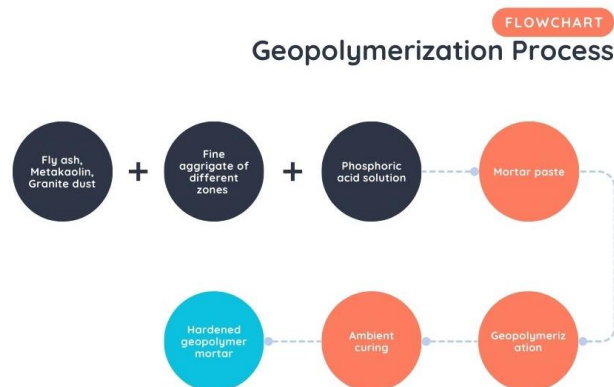 FLOWCHART
Geopolymerization Process
Fly ash,
Metakaolin,
Granite dust
+
Fine
aggrigate of
different
zones
+
Phosphoric
acid solution
Mortar paste
Hardened
geopolymer
mortar
Ambient
curing
Geopolymeriz
ation